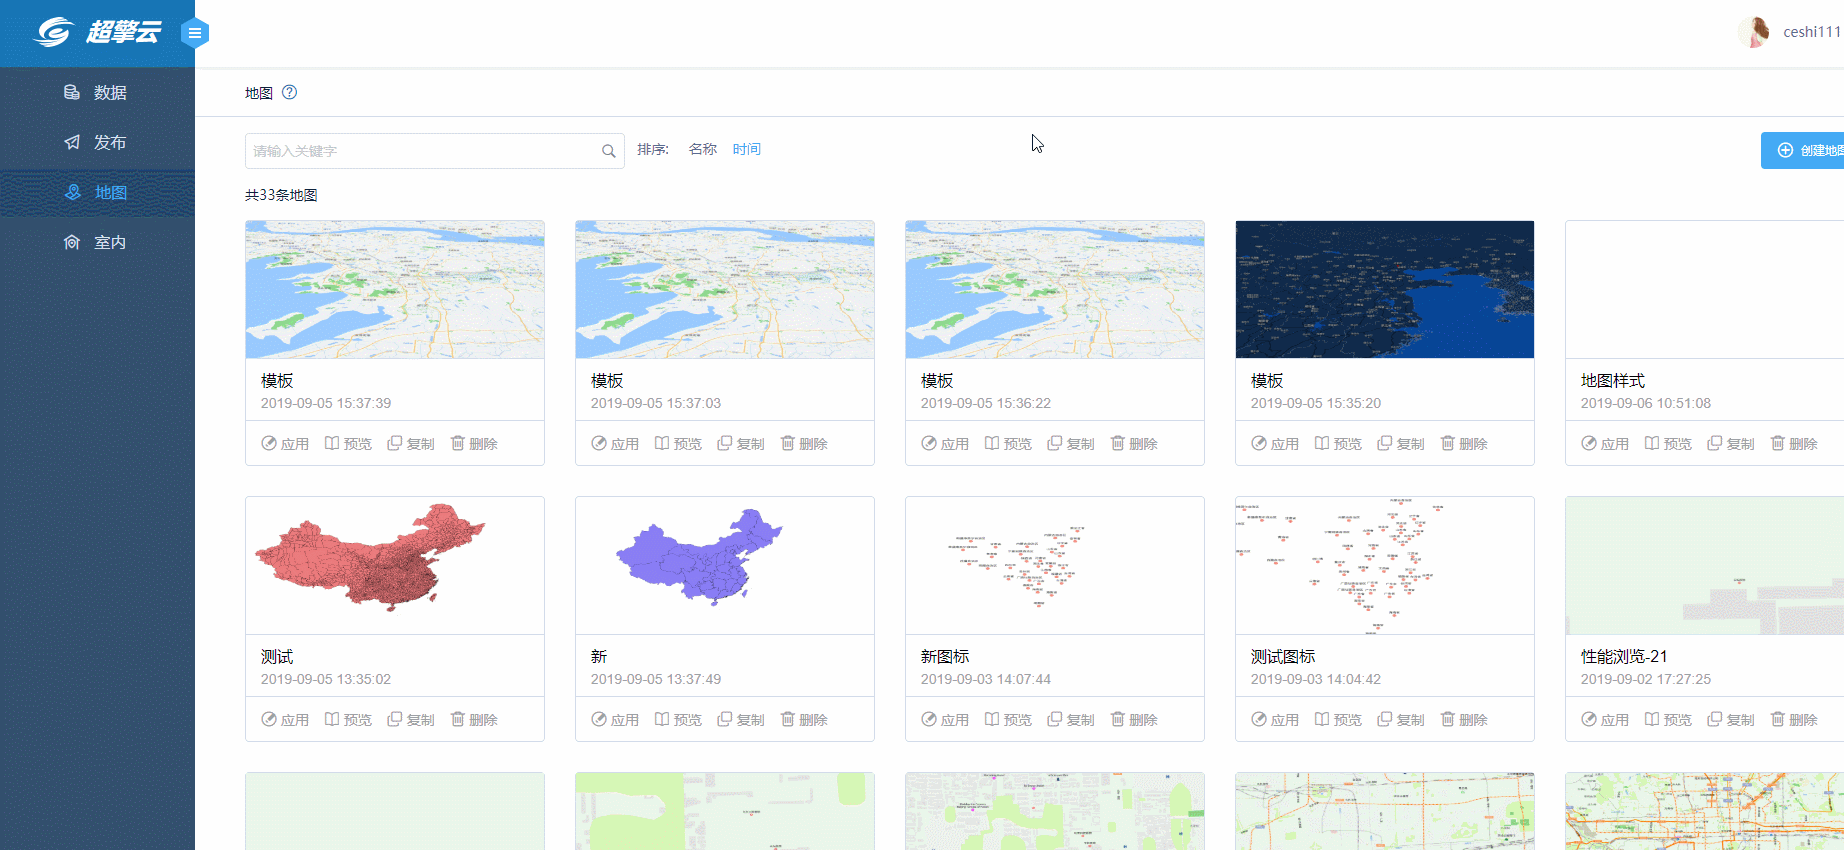 超擎云
ceshi111
数据
发布
地图
室内
地图
请输入关键字
排序: 名称 时间
创建地图
共33条地图
模板
2019-09-05 15:37:39
应用 预览 复制 删除
模板
2019-09-05 15:37:03
应用 预览 复制 删除
模板
2019-09-05 15:36:22
应用 预览 复制 删除
模板
2019-09-05 15:35:20
应用 预览 复制 删除
地图样式
2019-09-06 10:51:08
应用 预览 复制 删除
测试
2019-09-05 13:35:02
应用 预览 复制 删除
新
2019-09-05 13:37:49
应用 预览 复制 删除
新图标
2019-09-03 14:07:44
应用 预览 复制 删除
测试图标
2019-09-03 14:04:42
应用 预览 复制 删除
性能浏览-21
2019-09-02 17:27:25
应用 预览 复制 删除